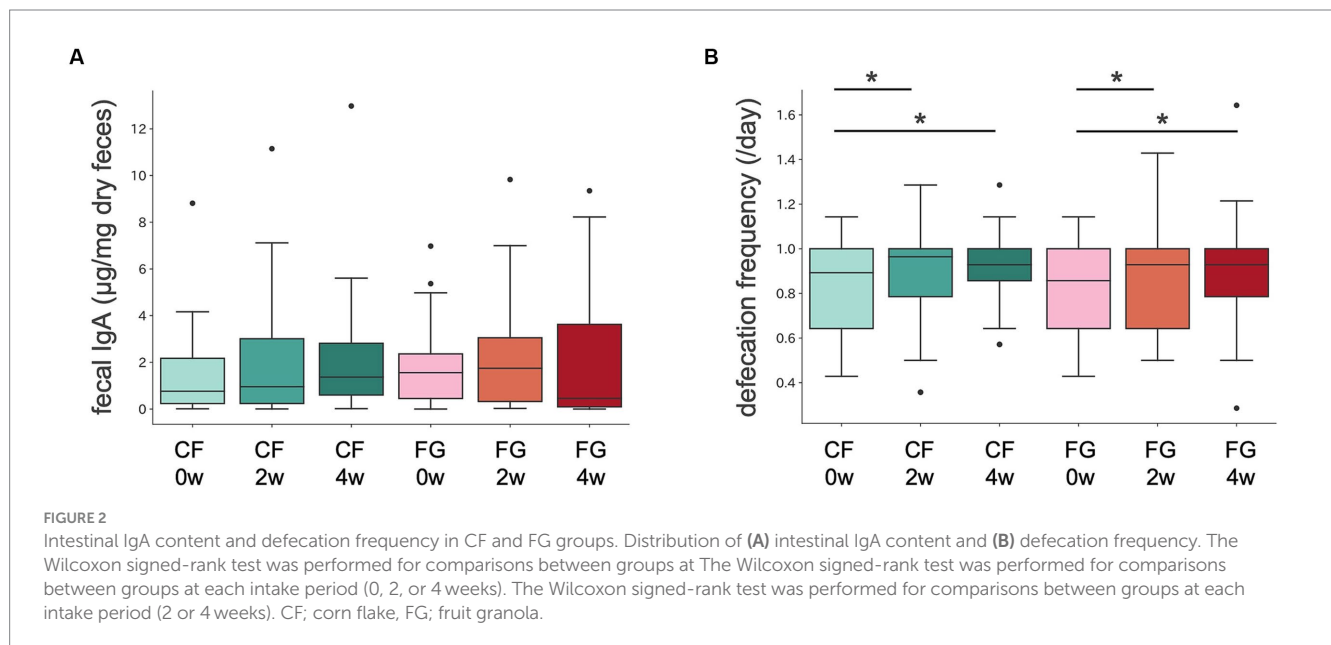 A
B
fecal IgA (μg/mg dry feces)
12
10
8
6
4
2
0
CF CF CF FG FG FG
0w 2w 4w 0w 2w 4w
defecation frequency (/day)
* *
* *
1.6
1.4
1.2
1.0
0.8
0.6
0.4
CF CF CF FG FG FG
0w 2w 4w 0w 2w 4w
FIGURE 2
Intestinal IgA content and defecation frequency in CF and FG groups. Distribution of (A) intestinal IgA content and (B) defecation frequency. The
Wilcoxon signed-rank test was performed for comparisons between groups at The Wilcoxon signed-rank test was performed for comparisons
between groups at each intake period (0, 2, or 4 weeks). The Wilcoxon signed-rank test was performed for comparisons between groups at each
intake period (2 or 4 weeks). CF; corn flake, FG; fruit granola.